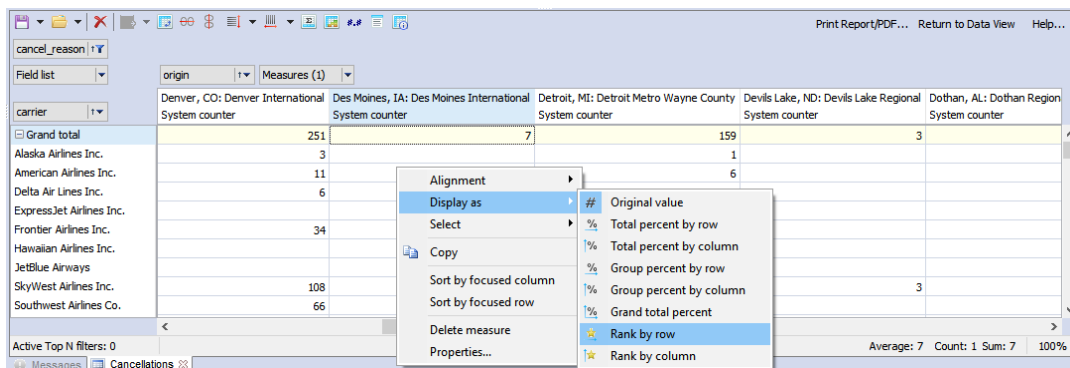 Print Report/PDF... Return to Data View Help...
cancel_reason
Field list origin Measures (1)
carrier
Denver, CO: Denver International Des Moines, IA: Des Moines International Detroit, MI: Detroit Metro Wayne County Devils Lake, ND: Devils Lake Regional Dothan, AL: Dothan Region
System counter System counter System counter System counter System counter
Grand total 251 7 159 3
Alaska Airlines Inc. 3 1
American Airlines Inc. 11 6
Delta Air Lines Inc. 6
ExpressJet Airlines Inc.
Frontier Airlines Inc. 34
Hawaiian Airlines Inc.
JetBlue Airways
SkyWest Airlines Inc. 108 3
Southwest Airlines Co. 66
Alignment
Display as
Select
Copy
Sort by focused column
Sort by focused row
Delete measure
Properties...
# Original value
% Total percent by row
% Total percent by column
% Group percent by row
% Group percent by column
% Grand total percent
Rank by row
Rank by column
Active Top N filters: 0 Average: 7 Count: 1 Sum: 7 100%
Messages Cancellations